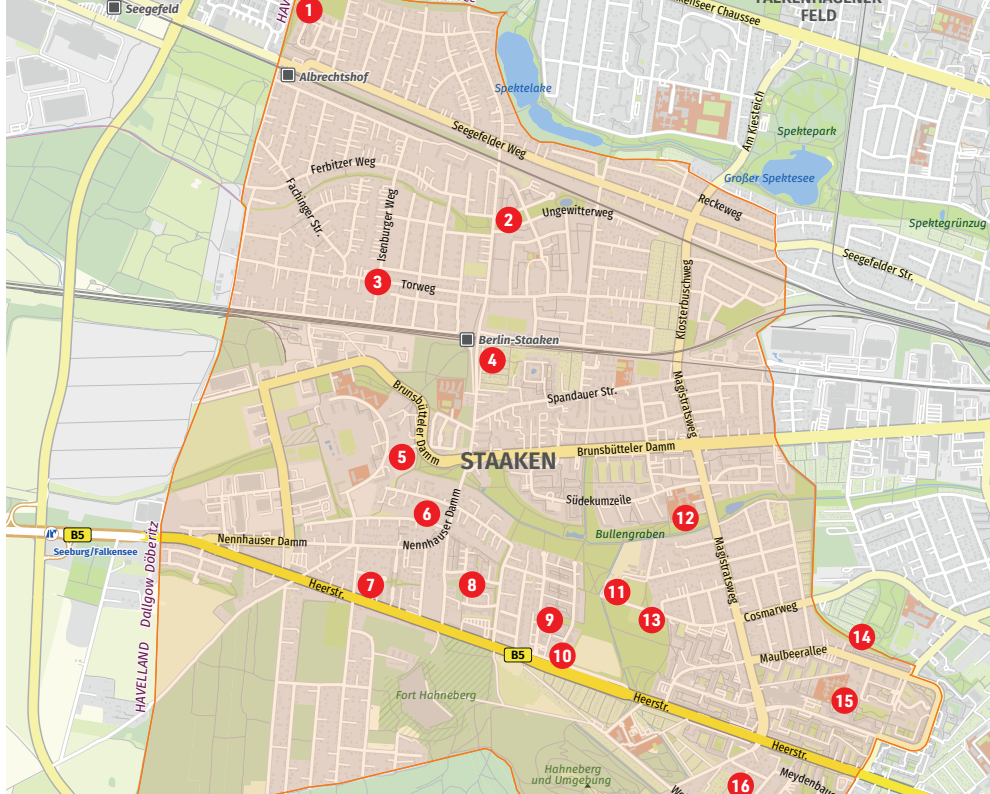 Seegefeld
1
FELD
Albrechtshof
Spektelake
Seegefelder Weg
Am Kiesteich
Spektepark
Großer Spektesee
Reckeweg
Spektegrünzug
Seegefelder Str.
Ferbitzer Weg
Fachinger Str.
Isenburger Weg
2
Ungewitterweg
3
Torweg
Klosterbuschweg
Berlin-Staaken
4
Spandauer Str.
Magistratsweg
Brunsbütteler Damm
Brunsbütteler Damm
5
STAAKEN
Südekumzeile
12
Bullengraben
6
Nennhauser Damm
Nennhauser Damm
B5
Seeburg/Falkensee
HAVELLAND
Dallgow Döberitz
Heerstr.
7
8
9
10
11
13
Magistratsweg
Cosmarweg
14
Maulbeerallee
15
B5
Fort Hahneberg
Heerstr.
Heerstr.
Hahneberg
und Umgebung
16